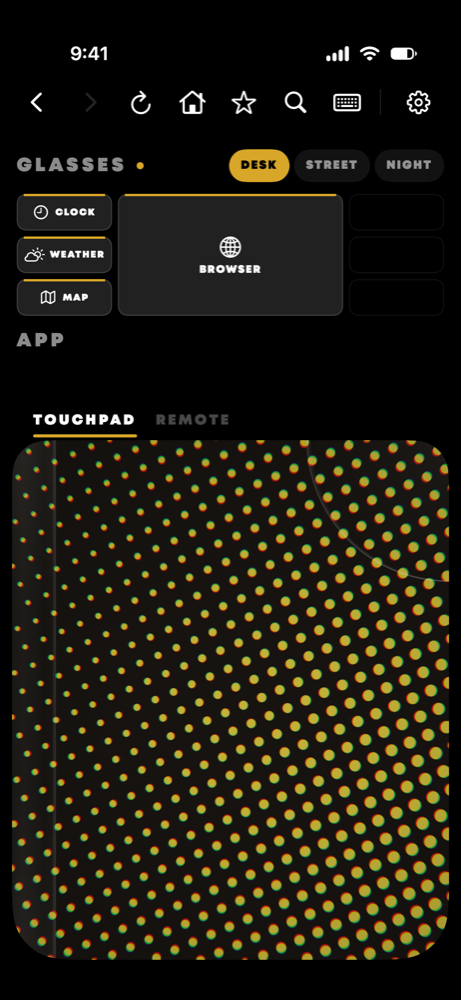 9:41
GLASSES
DESK
STREET
NIGHT
CLOCK
WEATHER
MAP
BROWSER
APP
TOUCHPAD
REMOTE